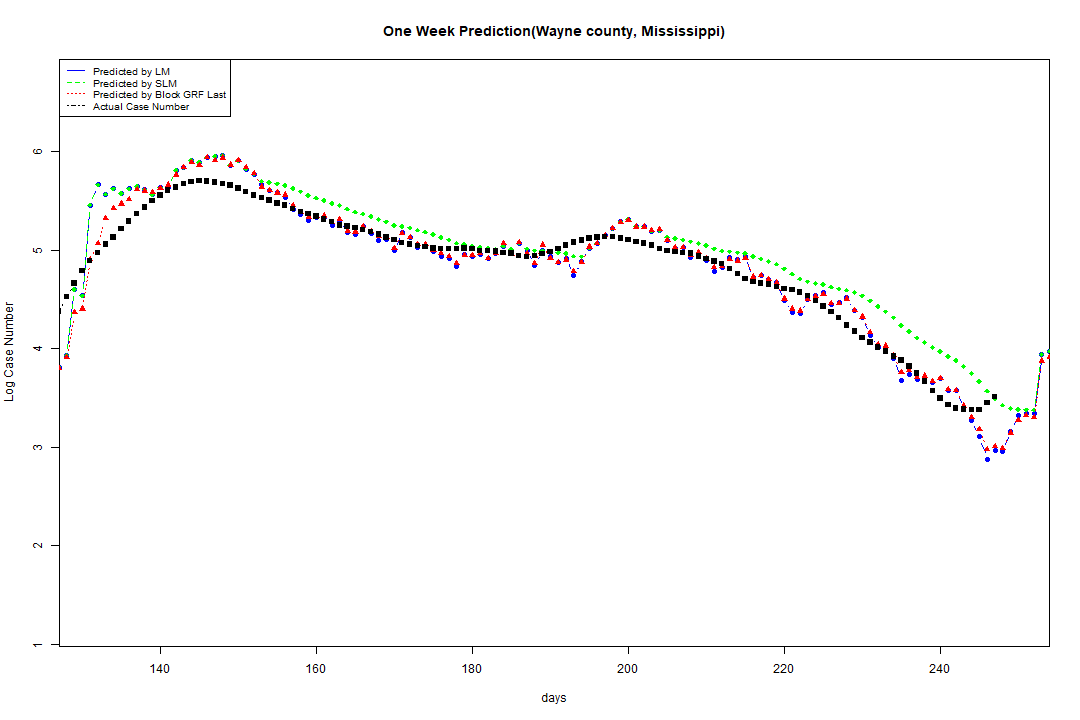 One Week Prediction(Wayne county, Mississippi)
Predicted by LM
Predicted by SLM
Predicted by Block GRF Last
Actual Case Number
6
5
4
3
2
1
Log Case Number
140 160 180 200 220 240
days